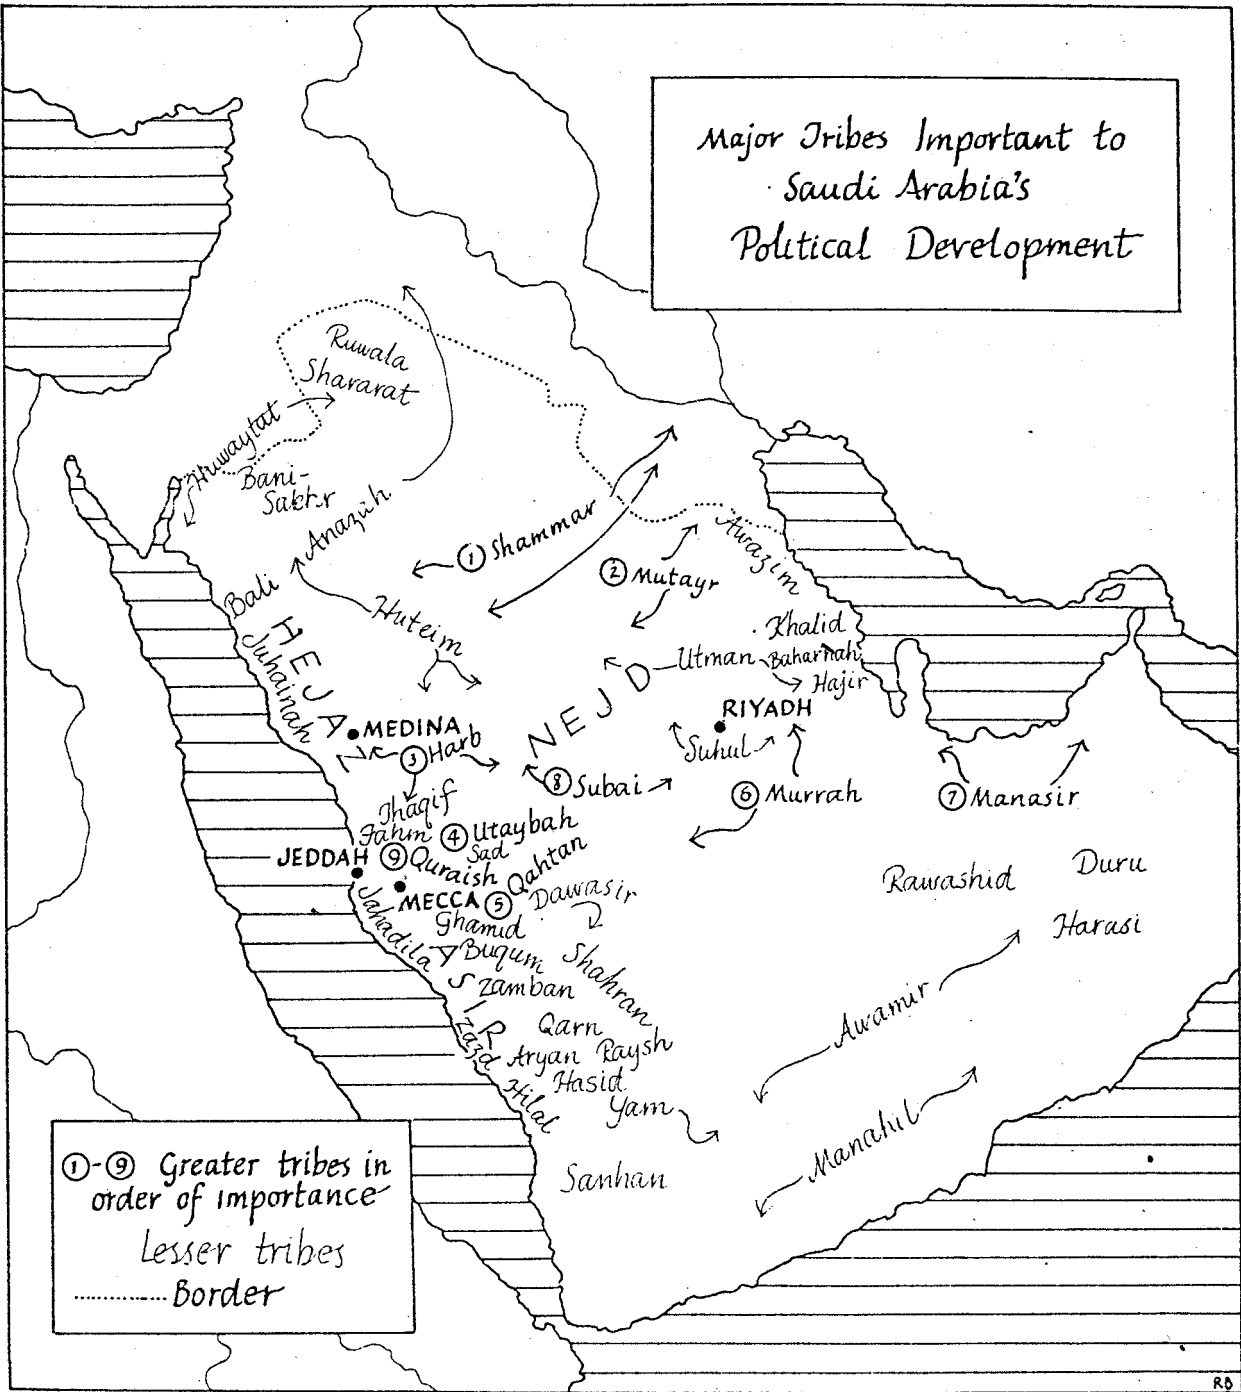 Major Tribes Important to
Saudi Arabia's
Political Development
Ruwala
Shararat
Huwaytat
Bani-
Sakhr
Anazah
① Shammar
② Mutayr
Awazim
Bali
Huteim
HEJAZ
Juhainah
Khalid
Utman
Baharnah
Hajir
NEJD
RIYADH
MEDINA
③ Harb
Suhul
⑧ Subai
⑥ Murrah
⑦ Manasir
Thaqif
Fahm
④ Utaybah
Sad
JEDDAH
⑨ Quraish
MECCA
⑤ Qahtan
Dawasir
Ghamid
Jahadila
ASIR
Buqum
Shahran
Zamban
Rawashid
Duru
Harasi
Qarn
Zazd
Aryan
Raysh
Hasid
Hilal
Yam
Awamir
Manahil
Sanhan
①-⑨ Greater tribes in
order of importance
Lesser tribes
Border
RB